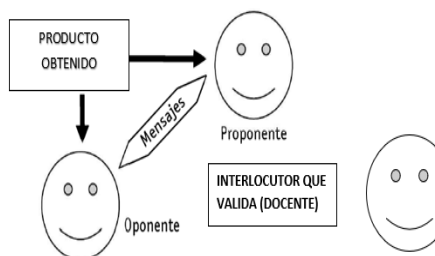 PRODUCTO
OBTENIDO
Mensajes
Proponente
INTERLOCUTOR QUE
VALIDA (DOCENTE)
Oponente